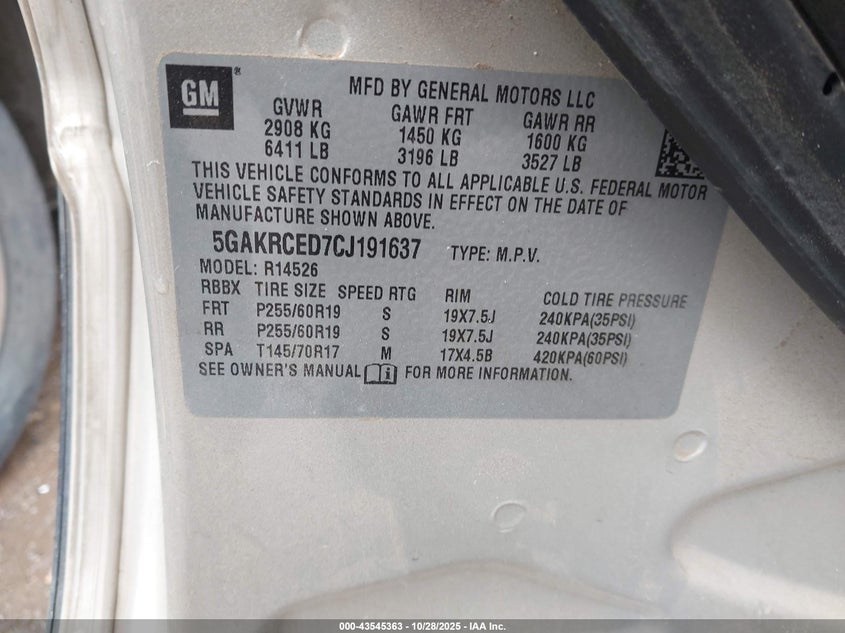 GM
®
MFD BY GENERAL MOTORS LLC
GVWR GAWR FRT GAWR RR
2908 KG 1450 KG 1600 KG
6411 LB 3196 LB 3527 LB
THIS VEHICLE CONFORMS TO ALL APPLICABLE U.S. FEDERAL MOTOR
VEHICLE SAFETY STANDARDS IN EFFECT ON THE DATE OF
MANUFACTURE SHOWN ABOVE.
5GAKRCED7CJ191637 TYPE: M.P.V.
MODEL: R14526
RBBX TIRE SIZE SPEED RTG RIM COLD TIRE PRESSURE
FRT P255/60R19 S 19X7.5J 240KPA(35PSI)
RR P255/60R19 S 19X7.5J 240KPA(35PSI)
SPA T145/70R17 M 17X4.5B 420KPA(60PSI)
SEE OWNER'S MANUAL i FOR MORE INFORMATION.
000-43545363 | 10/28/2025 - IAA Inc.